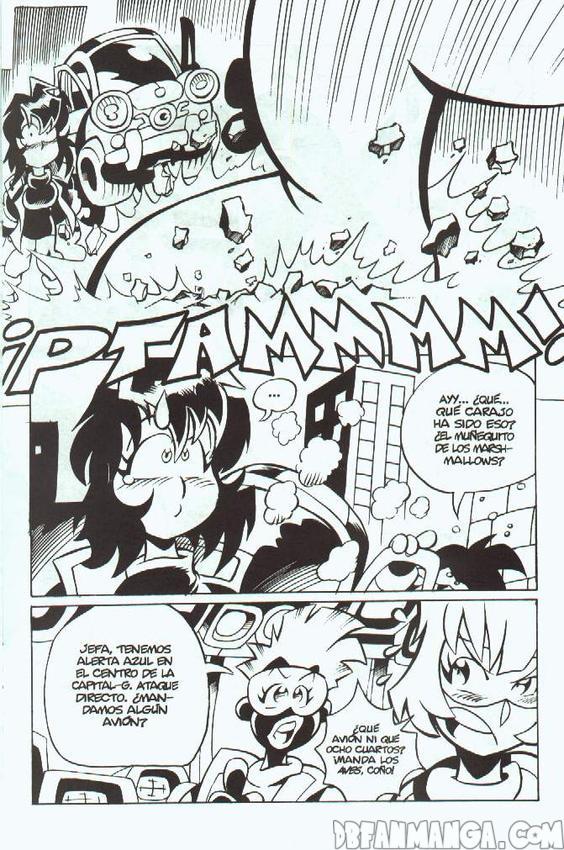 ¡PTAMMMM!
...
AYY... ¿QUE...
QUÉ CARAJO
HA SIDO ESO?
¿EL MUÑEQUITO
DE LOS MARSH-
MALLOWS?
JEFA, TENEMOS
ALERTA AZUL EN
EL CENTRO DE LA
CAPITAL-G. ATAQUE
DIRECTO. ¿MAN-
DAMOS ALGÚN
AVIÓN?
¿QUÉ
AVIÓN NI QUE
OCHO CUARTOS?
¡MANDA LOS
AVES, COÑO!
DBFANMANGA.COM